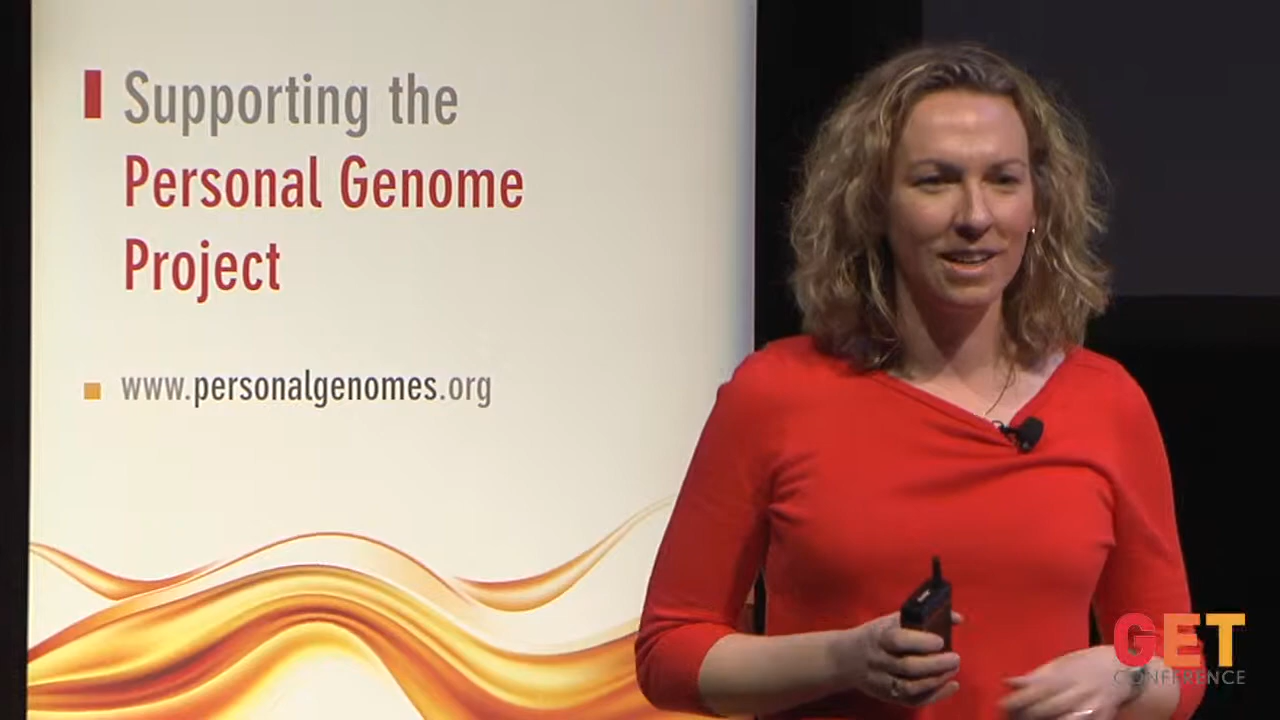 Supporting the
Personal Genome
Project
www.personalgenomes.org
GET
CONFERENCE